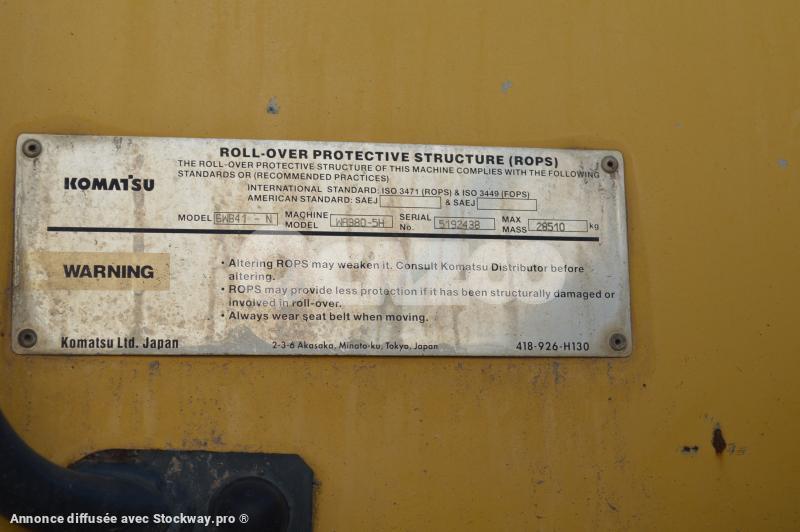 ROLL-OVER PROTECTIVE STRUCTURE (ROPS)
THE ROLL-OVER PROTECTIVE STRUCTURE OF THIS MACHINE COMPLIES WITH THE FOLLOWING
STANDARDS OR (RECOMMENDED PRACTICES)
KOMATSU
INTERNATIONAL STANDARD: ISO 3471 (ROPS) & ISO 3449 (FOPS)
AMERICAN STANDARD: SAEJ & SAEJ
MODEL 6WB41 - N MACHINE MODEL WA380-5H SERIAL No. 5192438 MAX MASS 28510 kg
WARNING
• Altering ROPS may weaken it. Consult Komatsu Distributor before
altering.
• ROPS may provide less protection if it has been structurally damaged or
involved in roll-over.
• Always wear seat belt when moving.
Komatsu Ltd. Japan 2-3-6 Akasaka, Minato-ku, Tokyo, Japan 418-926-H130
Annonce diffusée avec Stockway.pro ®